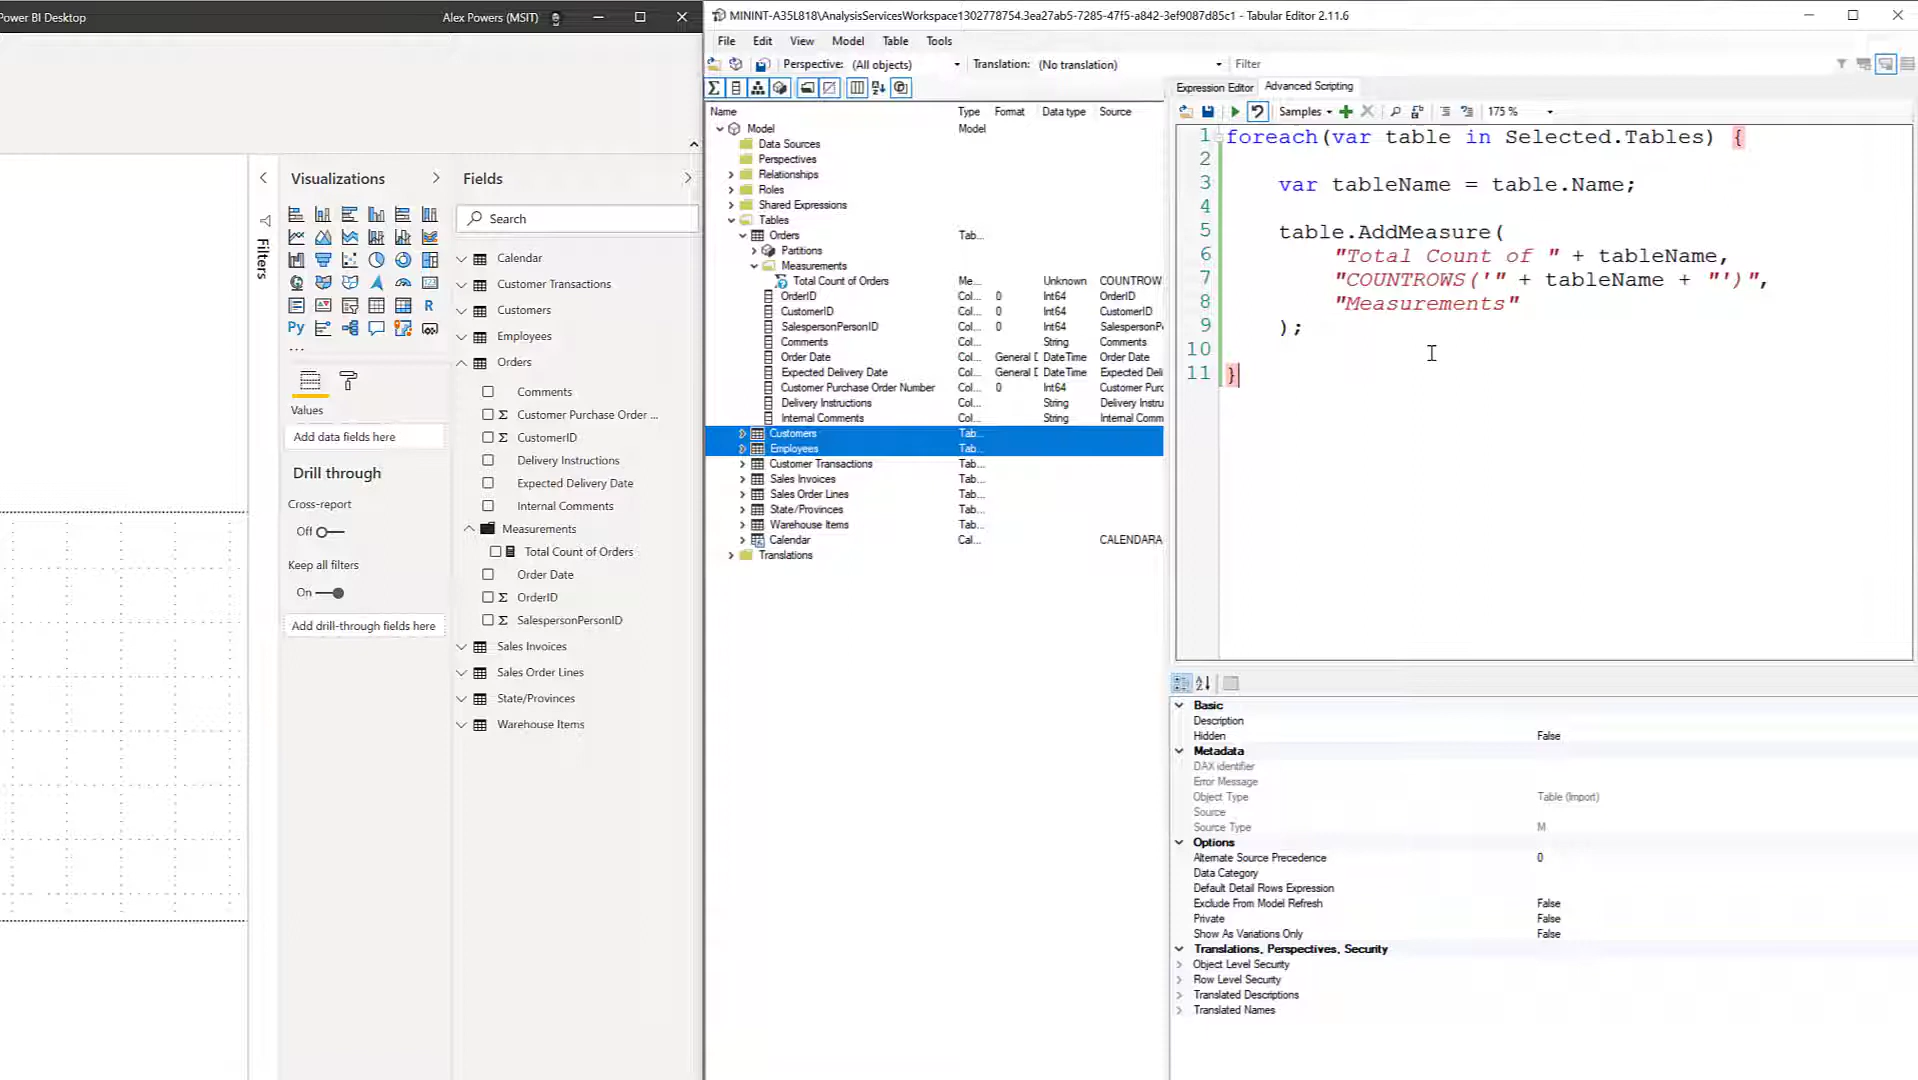 Power BI Desktop
Alex Powers (MSIT)
Filters
Visualizations
Values
Add data fields here
Drill through
Cross-report
Off
Keep all filters
On
Add drill-through fields here
Fields
Search
Calendar
Customer Transactions
Customers
Employees
Orders
Comments
Customer Purchase Order ...
CustomerID
Delivery Instructions
Expected Delivery Date
Internal Comments
Measurements
Total Count of Orders
Order Date
OrderID
SalespersonPersonID
Sales Invoices
Sales Order Lines
State/Provinces
Warehouse Items
MININT-A35L818\AnalysisServicesWorkspace1302778754.3ea27ab5-7285-47f5-a842-3ef9087d85c1 - Tabular Editor 2.11.6
File Edit View Model Table Tools
Perspective: (All objects) Translation: (No translation) Filter
Name Type Format Data type Source
Model Model
Data Sources
Perspectives
Relationships
Roles
Shared Expressions
Tables
Orders Tab...
Partitions
Measurements
Total Count of Orders Me... Unknown COUNTROW
OrderID Col... 0 Int64 OrderID
CustomerID Col... 0 Int64 CustomerID
SalespersonPersonID Col... 0 Int64 SalespersonP
Comments Col... String Comments
Order Date Col... General D DateTime Order Date
Expected Delivery Date Col... General D DateTime Expected Del
Customer Purchase Order Number Col... 0 Int64 Customer Purc
Delivery Instructions Col... String Delivery Instru
Internal Comments Col... String Internal Comm
Customers Tab...
Employees Tab...
Customer Transactions Tab...
Sales Invoices Tab...
Sales Order Lines Tab...
State/Provinces Tab...
Warehouse Items Tab...
Calendar Cal... CALENDARA
Translations
Expression Editor Advanced Scripting
Samples 175 %
1 foreach(var table in Selected.Tables) {
2
3 var tableName = table.Name;
4
5 table.AddMeasure(
6 "Total Count of " + tableName,
7 "COUNTROWS('" + tableName + "')",
8 "Measurements"
9 );
10
11 }
Basic
Description
Hidden False
Metadata
DAX identifier
Error Message
Object Type Table (Import)
Source
Source Type M
Options
Alternate Source Precedence 0
Data Category
Default Detail Rows Expression
Exclude From Model Refresh False
Private False
Show As Variations Only False
Translations, Perspectives, Security
Object Level Security
Row Level Security
Translated Descriptions
Translated Names